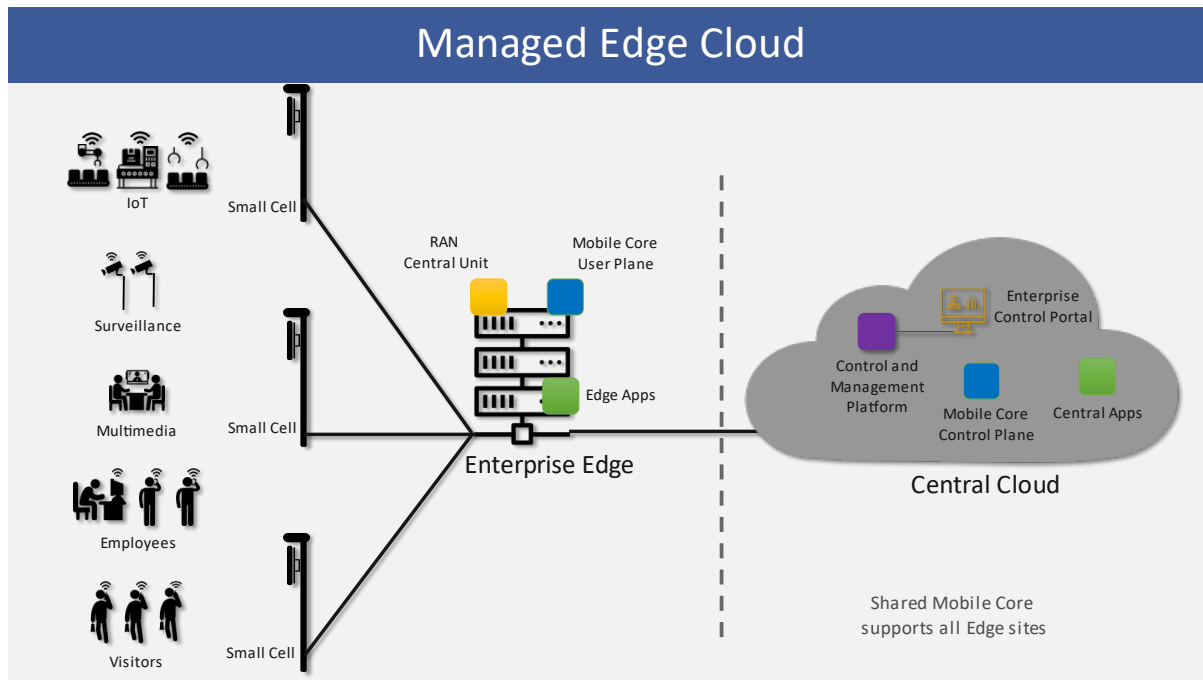 Managed Edge Cloud
IoT
Surveillance
Multimedia
Employees
Visitors
Small Cell
Small Cell
Small Cell
RAN
Central Unit
Mobile Core
User Plane
Edge Apps
Enterprise Edge
Enterprise
Control Portal
Control and
Management
Platform
Mobile Core
Control Plane
Central Apps
Central Cloud
Shared Mobile Core
supports all Edge sites